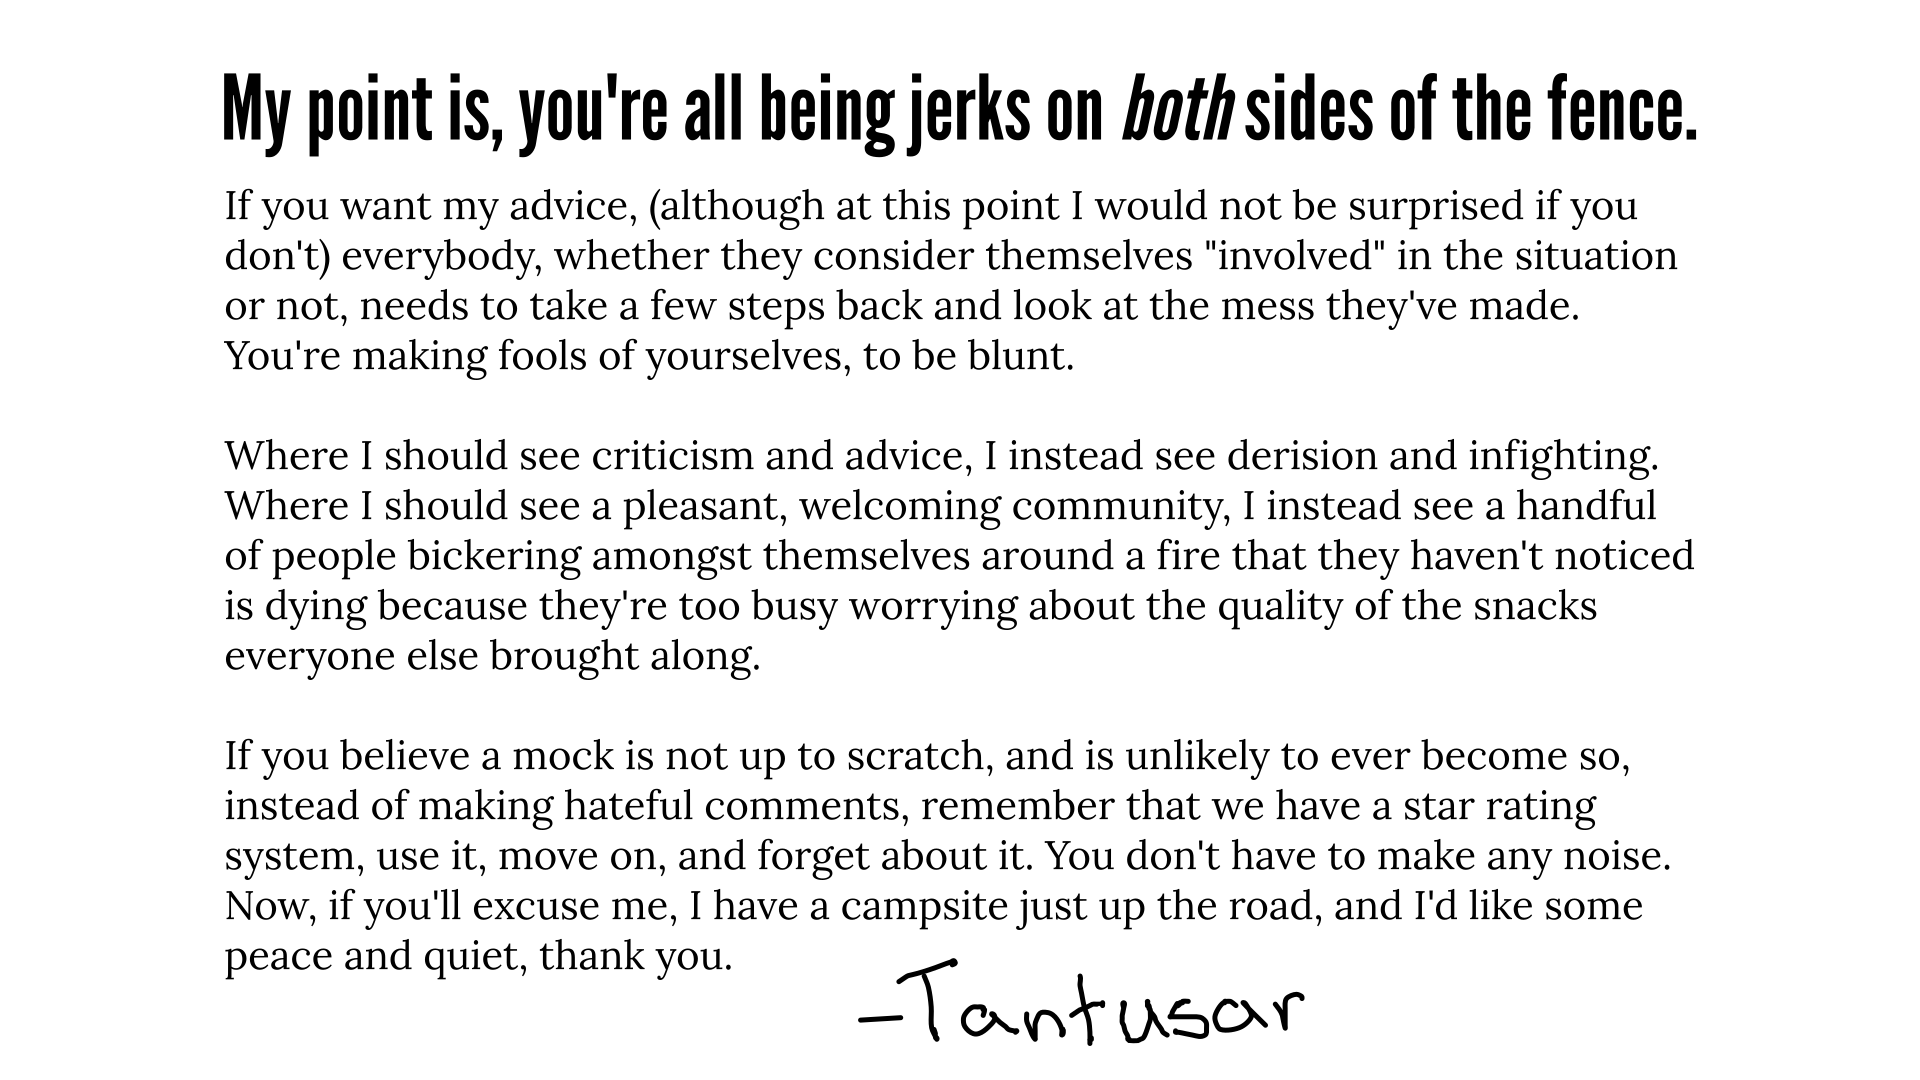 My point is, you're all being jerks on both sides of the fence.
If you want my advice, (although at this point I would not be surprised if you
don't) everybody, whether they consider themselves "involved" in the situation
or not, needs to take a few steps back and look at the mess they've made.
You're making fools of yourselves, to be blunt.
Where I should see criticism and advice, I instead see derision and infighting.
Where I should see a pleasant, welcoming community, I instead see a handful
of people bickering amongst themselves around a fire that they haven't noticed
is dying because they're too busy worrying about the quality of the snacks
everyone else brought along.
If you believe a mock is not up to scratch, and is unlikely to ever become so,
instead of making hateful comments, remember that we have a star rating
system, use it, move on, and forget about it. You don't have to make any noise.
Now, if you'll excuse me, I have a campsite just up the road, and I'd like some
peace and quiet, thank you.
–Tantusar